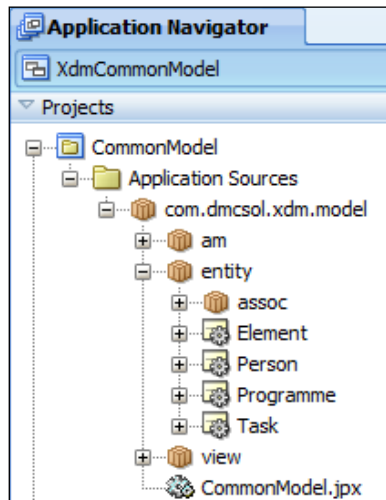 Application Navigator
XdmCommonModel
Projects
CommonModel
Application Sources
com.dmcsol.xdm.model
am
entity
assoc
Element
Person
Programme
Task
view
CommonModel.jpx